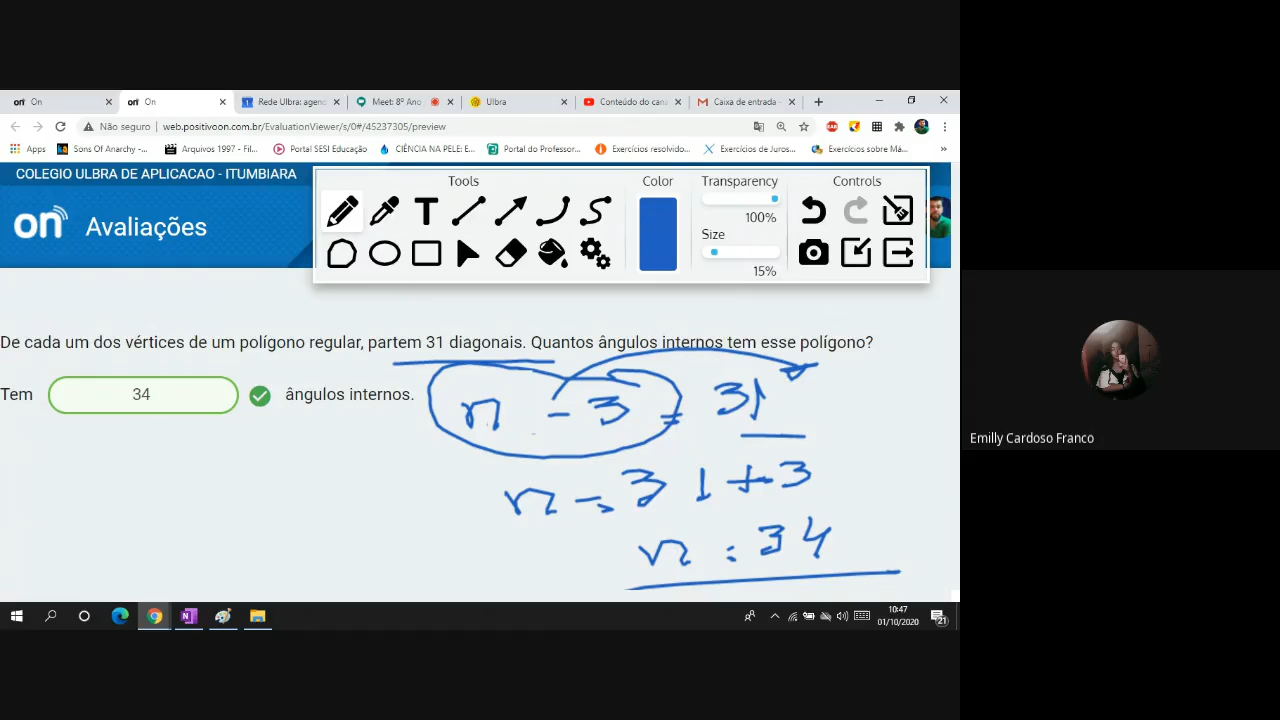 On
On
Rede Ulbra: agen
Meet: 8º Ano
Ulbra
Conteúdo do cana
Caixa de entrada -
Não seguro
web.positivoon.com.br/EvaluationViewer/s/0#/45237305/preview
Apps
Sons Of Anarchy -...
Arquivos 1997 - Fil...
Portal SESI Educação
CIÊNCIA NA PELE: E...
Portal do Professor...
Exercícios resolvido...
Exercícios de Juros...
Exercícios sobre Ma...
COLEGIO ULBRA DE APLICACAO - ITUMBIARA
on Avaliações
Tools
Color
Transparency
100%
Size
15%
Controls
De cada um dos vértices de um polígono regular, partem 31 diagonais. Quantos ângulos internos tem esse polígono?
Tem 34 ângulos internos.
n - 3 = 31
n = 31 + 3
n = 34
Emilly Cardoso Franco
10:47
01/10/2020
21